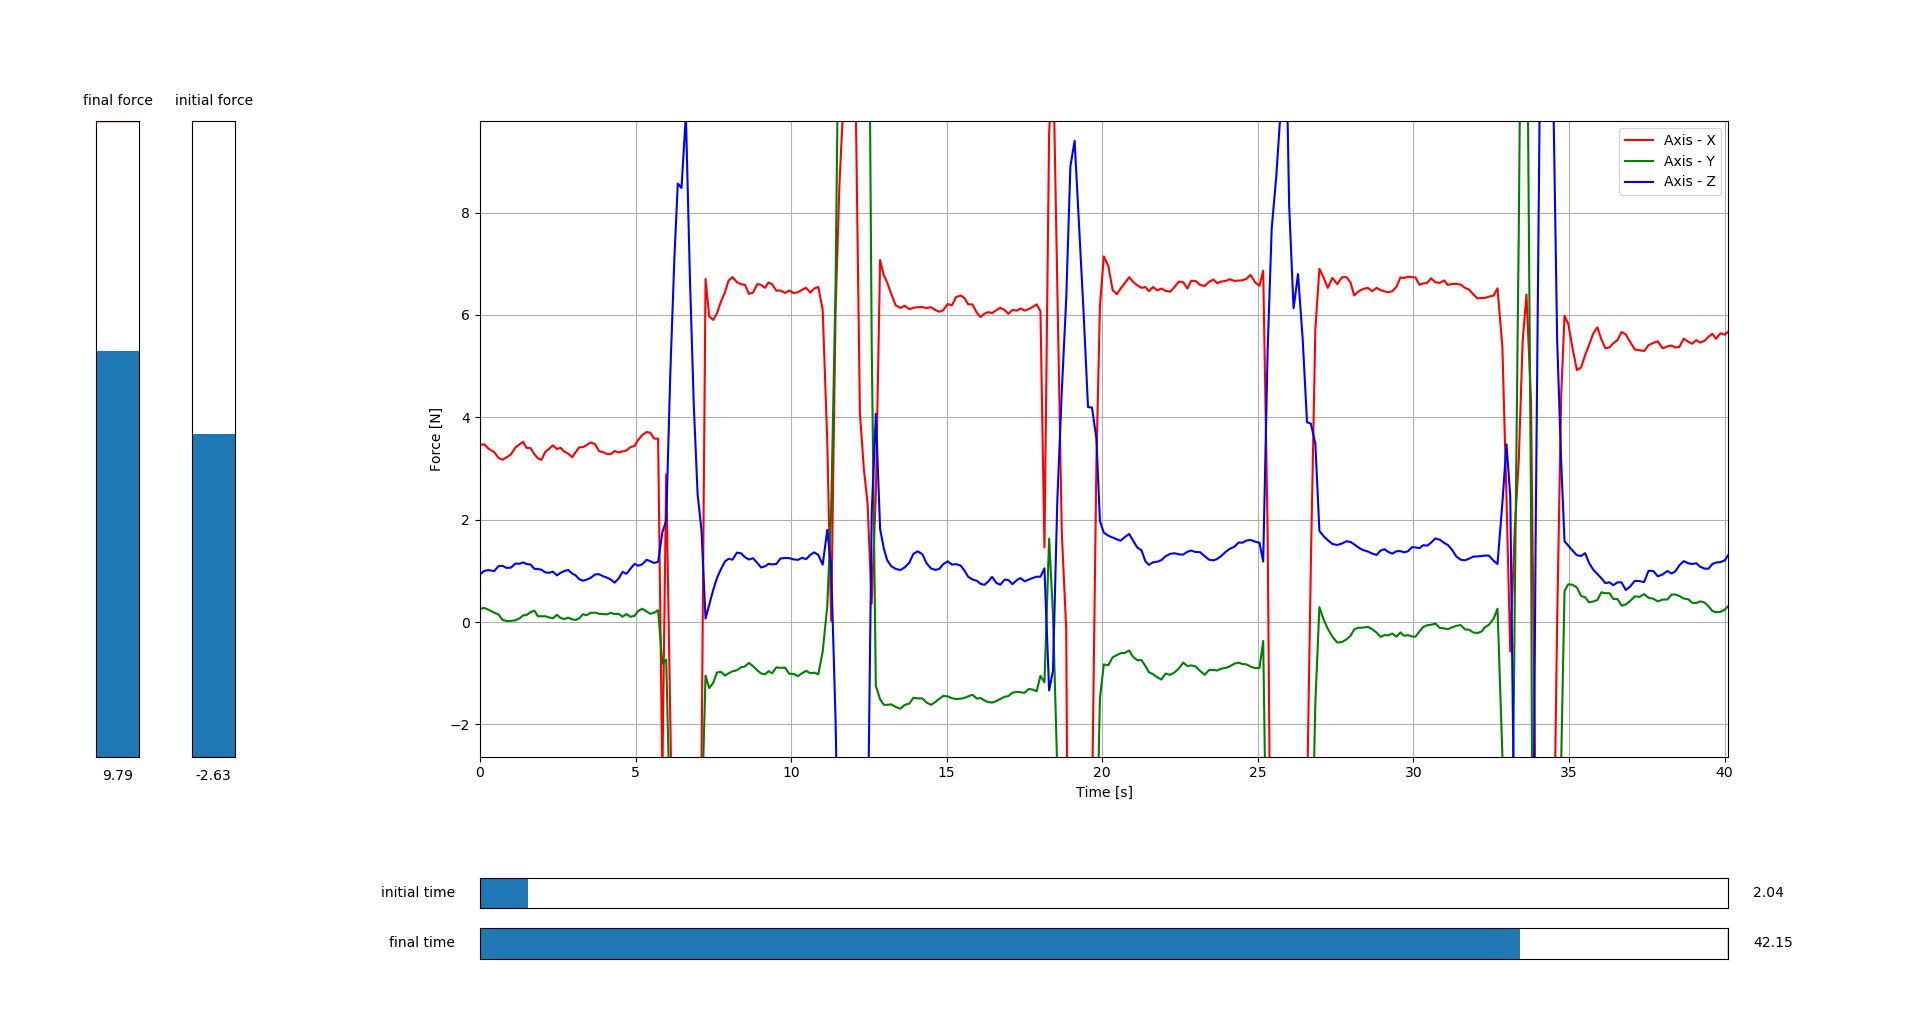 final force
initial force
9.79
-2.63
Axis - X
Axis - Y
Axis - Z
8
6
4
2
0
−2
Force [N]
0 5 10 15 20 25 30 35 40
Time [s]
initial time
2.04
final time
42.15